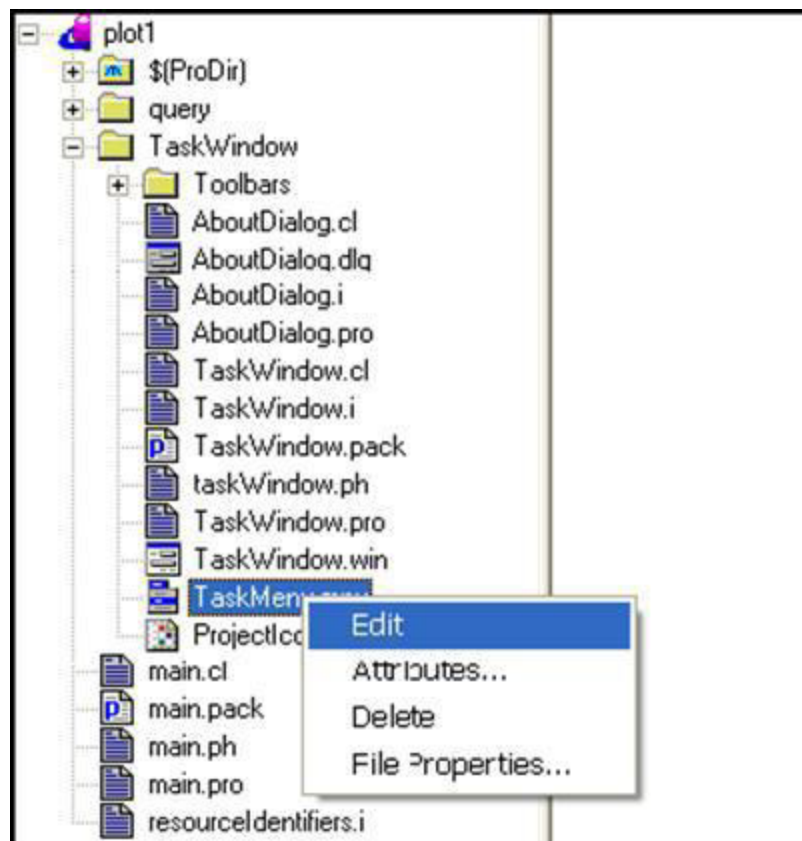 plot1
$(ProDir)
query
TaskWindow
Toolbars
AboutDialog.cl
AboutDialog.dlg
AboutDialog.i
AboutDialog.pro
TaskWindow.cl
TaskWindow.i
TaskWindow.pack
taskWindow.ph
TaskWindow.pro
TaskWindow.win
Edit
Attributes...
Delete
File Properties...
main.cl
main.pack
main.ph
main.pro
resourceIdentifiers.i